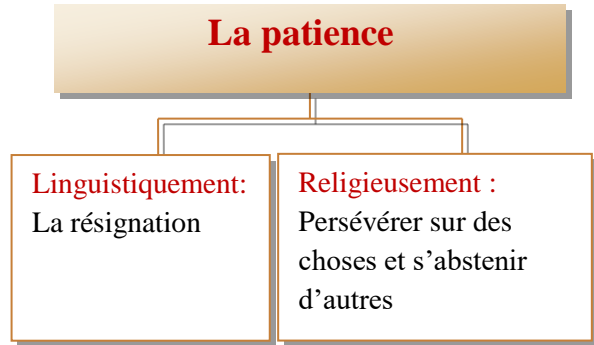 La patience
Linguistiquement:
La résignation
Religieusement :
Persévérer sur des
choses et s’abstenir
d’autres